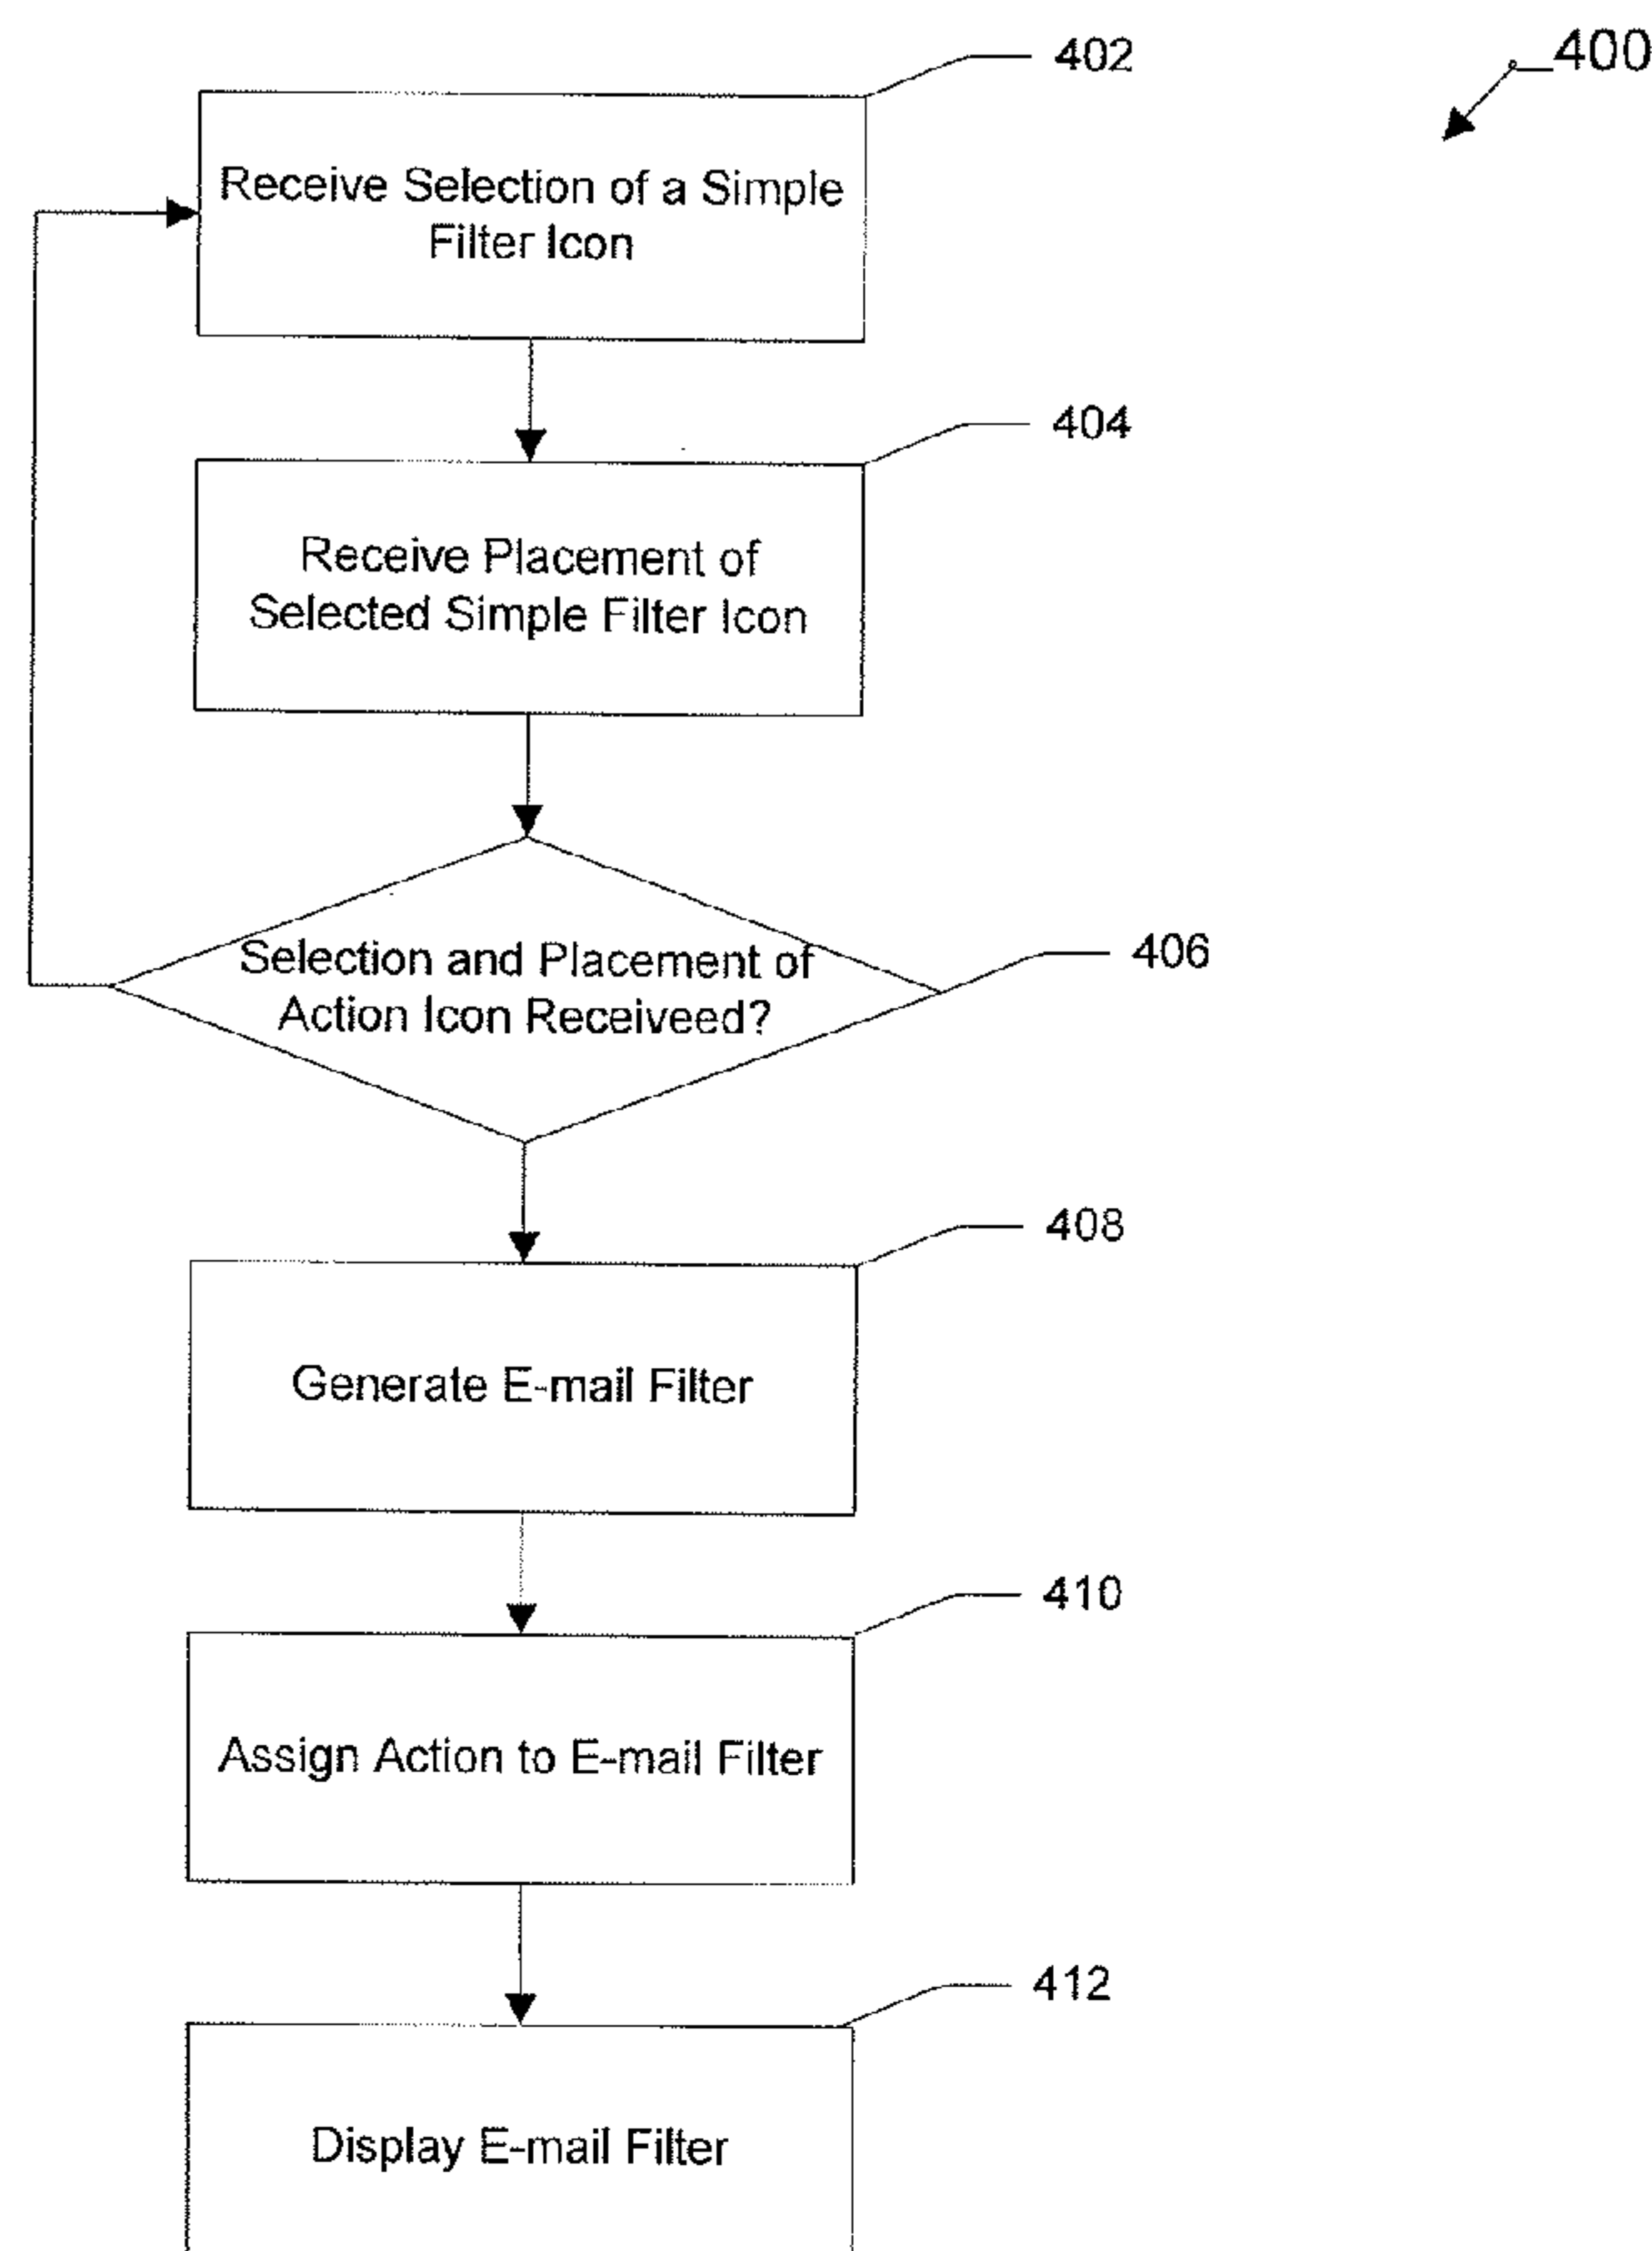 402
400
Receive Selection of a Simple
Filter Icon
404
Receive Placement of
Selected Simple Filter Icon
406
Selection and Placement of
Action Icon Receiveed?
408
Generate E-mail Filter
410
Assign Action to E-mail Filter
412
Display E-mail Filter